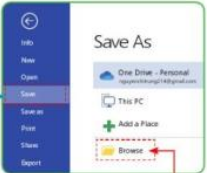 Info
New
Open
Save
Save as
Print
Share
Export
Save As
One Drive - Personal
This PC
Add a Place
Browse